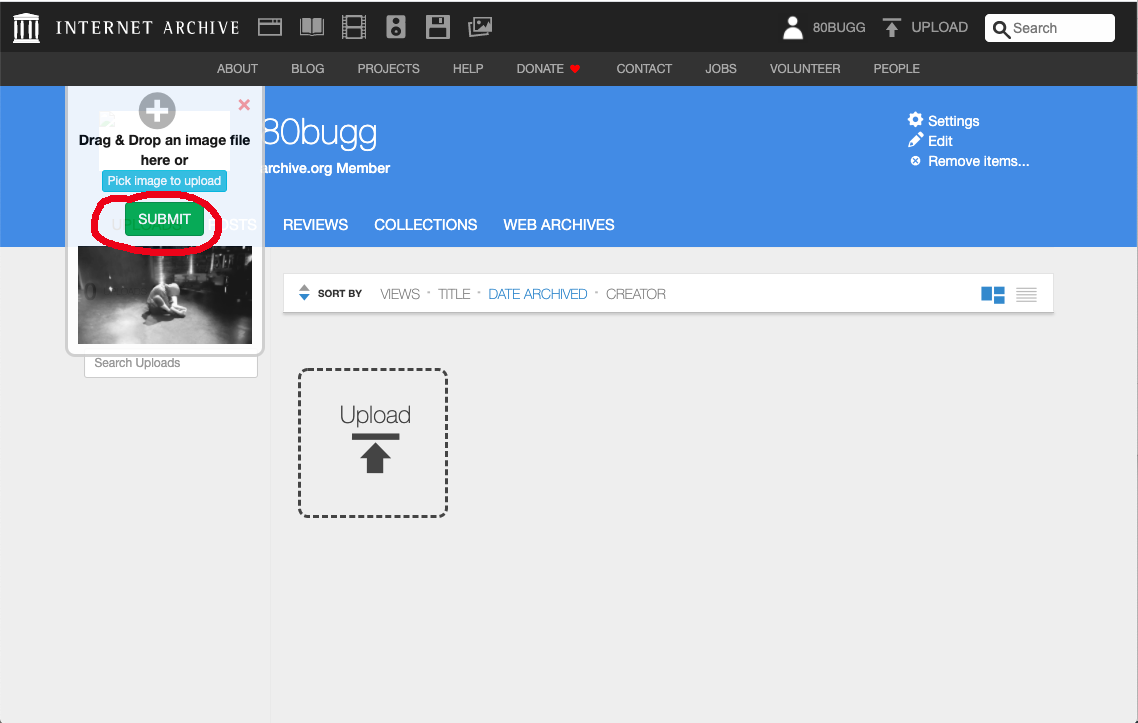 INTERNET ARCHIVE
80BUGG
UPLOAD
Search
ABOUT
BLOG
PROJECTS
HELP
DONATE
CONTACT
JOBS
VOLUNTEER
PEOPLE
Drag & Drop an image file
here or
Pick image to upload
SUBMIT
80bugg
archive.org Member
Settings
Edit
Remove items...
UPLOADS
POSTS
REVIEWS
COLLECTIONS
WEB ARCHIVES
SORT BY
VIEWS
TITLE
DATE ARCHIVED
CREATOR
Search Uploads
Upload